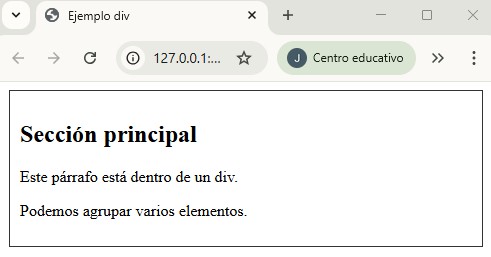 Ejemplo div
127.0.0.1:...
J
Centro educativo
Sección principal
Este párrafo está dentro de un div.
Podemos agrupar varios elementos.